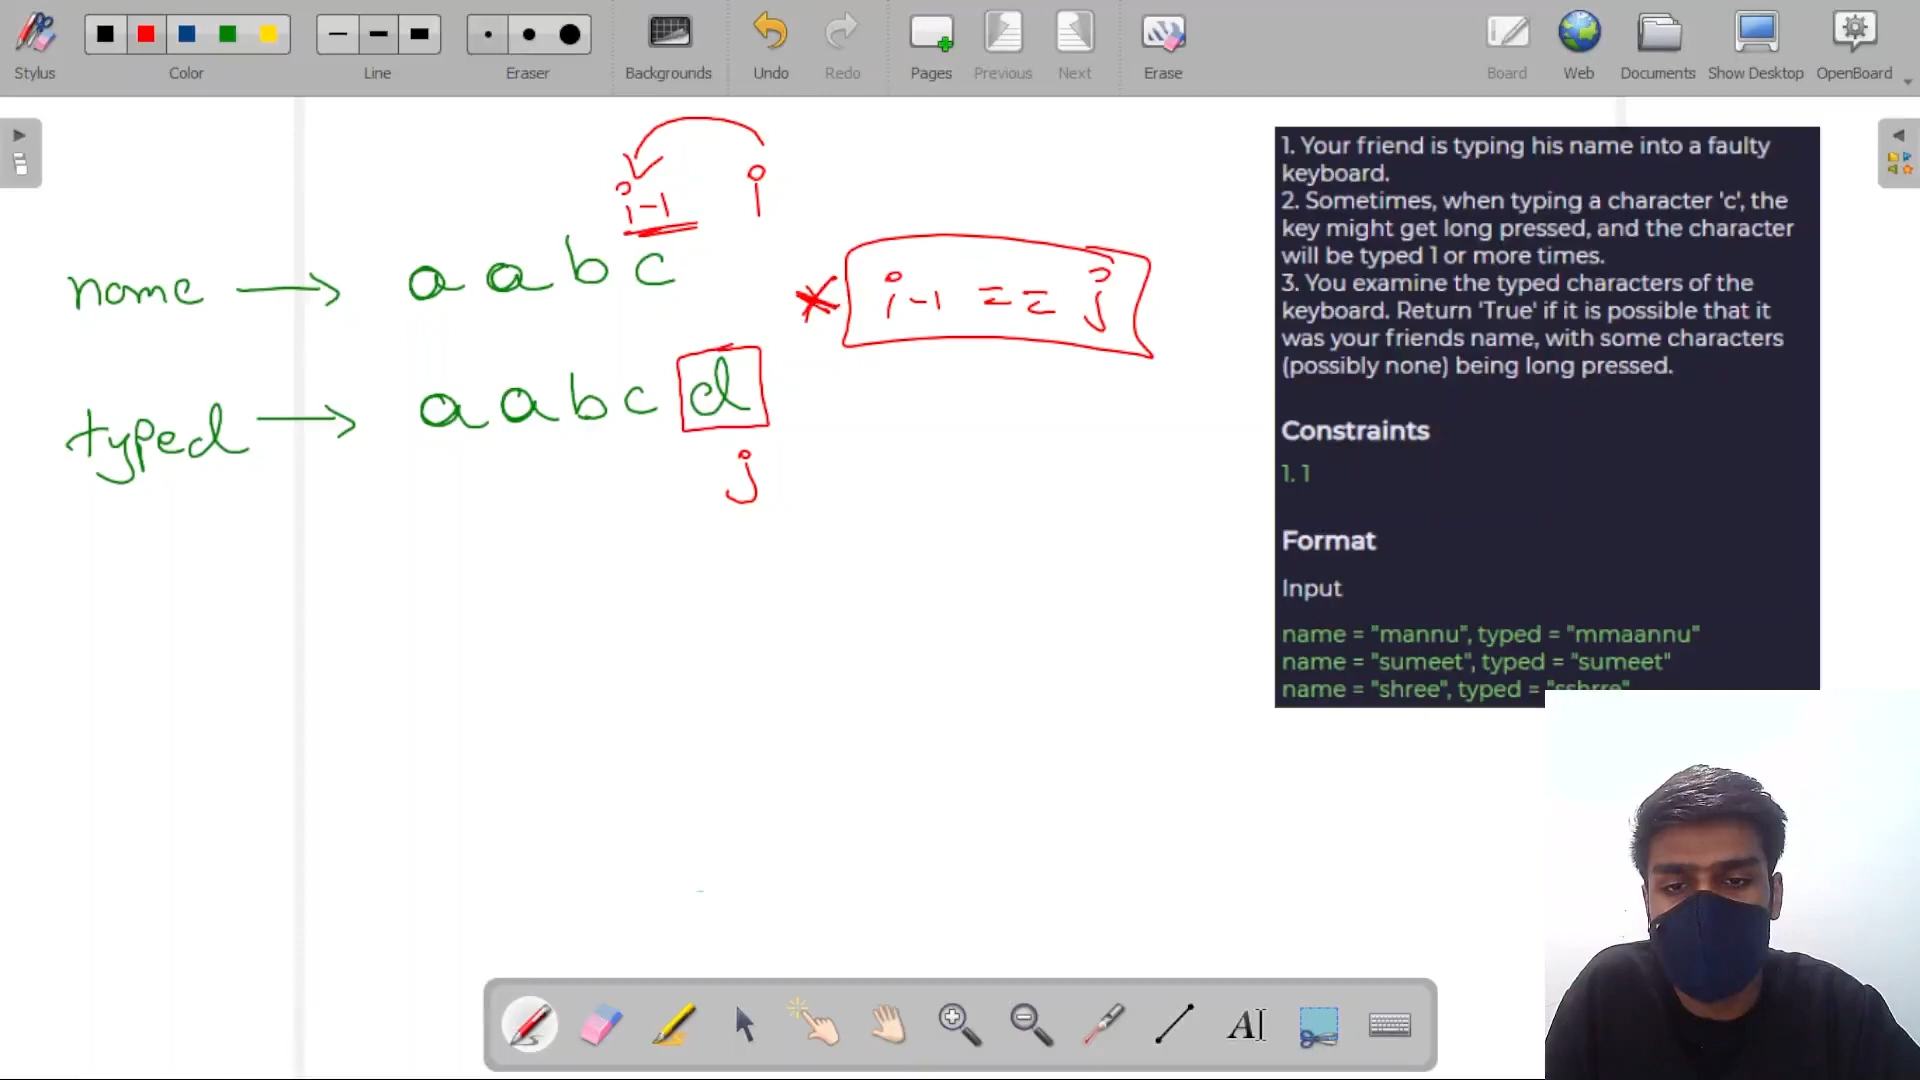 Stylus
Color
Line
Eraser
Backgrounds
Undo
Redo
Pages
Previous
Next
Erase
Board
Web
Documents
Show Desktop
OpenBoard
i-1
i
name → a a b c
* i-1 == j
typed → a a b c d
j
1. Your friend is typing his name into a faulty
keyboard.
2. Sometimes, when typing a character 'c', the
key might get long pressed, and the character
will be typed 1 or more times.
3. You examine the typed characters of the
keyboard. Return 'True' if it is possible that it
was your friends name, with some characters
(possibly none) being long pressed.
Constraints
1. 1
Format
Input
name = "mannu", typed = "mmaannu"
name = "sumeet", typed = "sumeet"
name = "shree", typed = "sshrre"
AI